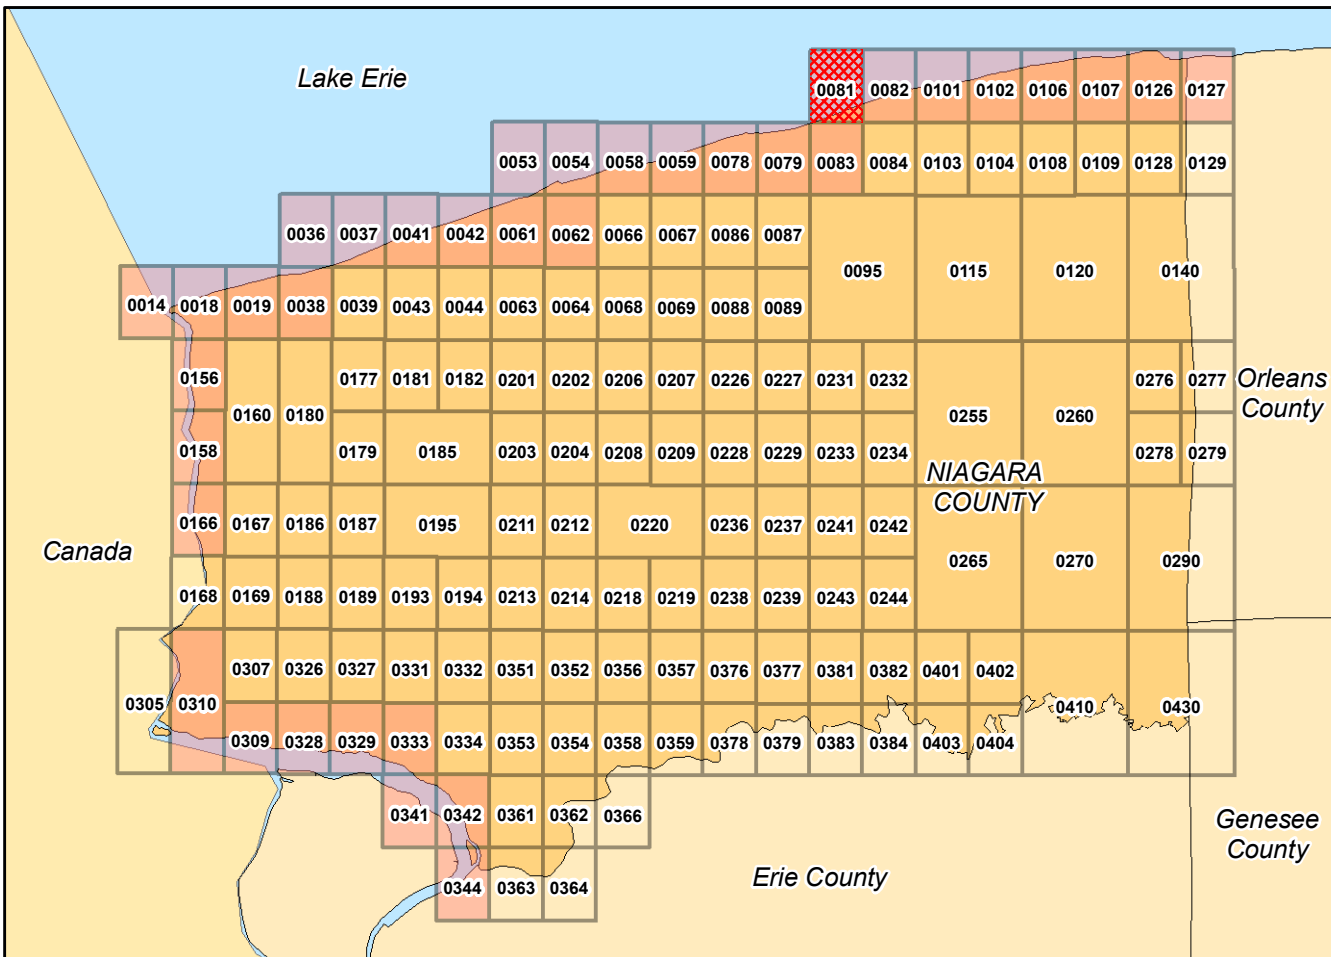 Lake Erie
0081 0082 0101 0102 0106 0107 0126 0127
0053 0054 0058 0059 0078 0079 0083 0084 0103 0104 0108 0109 0128 0129
0036 0037 0041 0042 0061 0062 0066 0067 0086 0087
0095 0115 0120 0140
0014 0018 0019 0038 0039 0043 0044 0063 0064 0068 0069 0088 0089
0156 0177 0181 0182 0201 0202 0206 0207 0226 0227 0231 0232 0276 0277
Orleans
County
0160 0180 0255 0260
0158 0179 0185 0203 0204 0208 0209 0228 0229 0233 0234 0278 0279
NIAGARA
COUNTY
0166 0167 0186 0187 0195 0211 0212 0220 0236 0237 0241 0242
Canada
0265 0270 0290
0168 0169 0188 0189 0193 0194 0213 0214 0218 0219 0238 0239 0243 0244
0307 0326 0327 0331 0332 0351 0352 0356 0357 0376 0377 0381 0382 0401 0402
0305 0310 0410 0430
0309 0328 0329 0333 0334 0353 0354 0358 0359 0378 0379 0383 0384 0403 0404
0341 0342 0361 0362 0366
Genesee
County
0344 0363 0364
Erie County